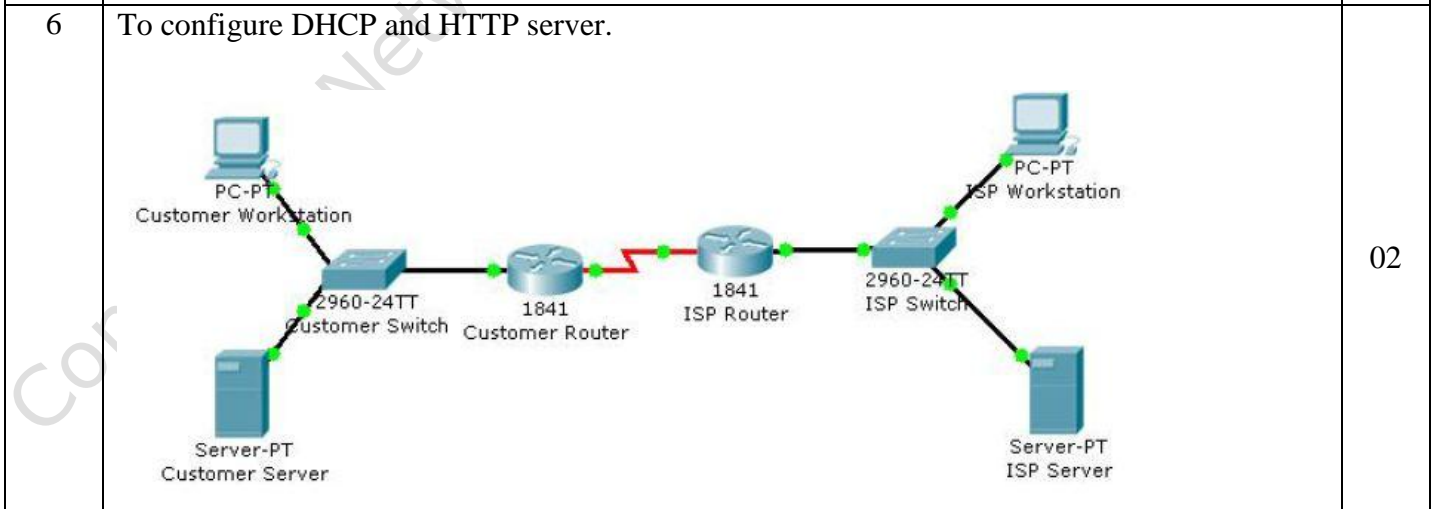 6
To configure DHCP and HTTP server.
PC-PT
Customer Workstation
PC-PT
ISP Workstation
2960-24TT
Customer Switch
1841
Customer Router
1841
ISP Router
2960-24TT
ISP Switch
02
Server-PT
Customer Server
Server-PT
ISP Server